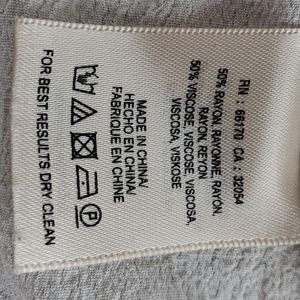 RN : 66170 CA : 32054
50% RAYON, RAYONNE, RAYON,
RAYON, REYON
50% VISCOSE, VISCOSE, VISCOSA,
VISCOSA, VISKOSE
MADE IN CHINA/
HECHO EN CHINA/
FABRIQUE EN CHINE
P
FOR BEST RESULTS DRY CLEAN